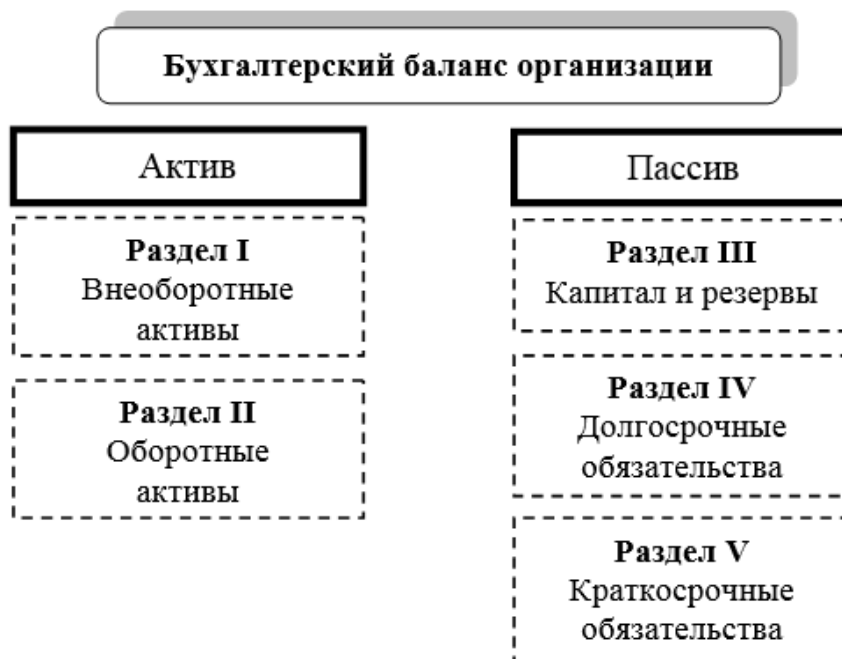 Бухгалтерский баланс организации
Актив
Раздел I
Внеоборотные
активы
Раздел II
Оборотные
активы
Пассив
Раздел III
Капитал и резервы
Раздел IV
Долгосрочные
обязательства
Раздел V
Краткосрочные
обязательства